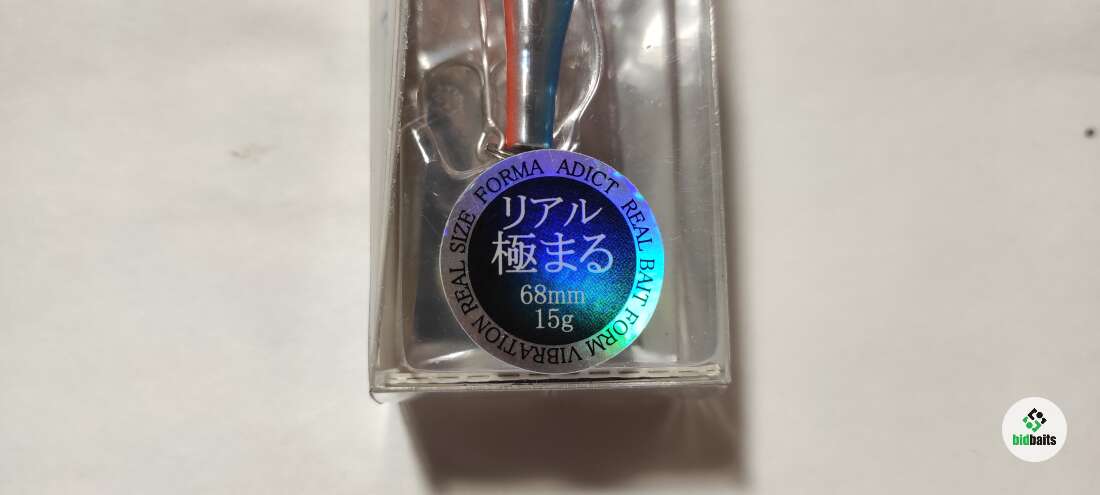 FORMA ADICT REAL BAIT FORM VIBRATION REAL SIZE
リアル
極まる
68mm
15g
bidbaits